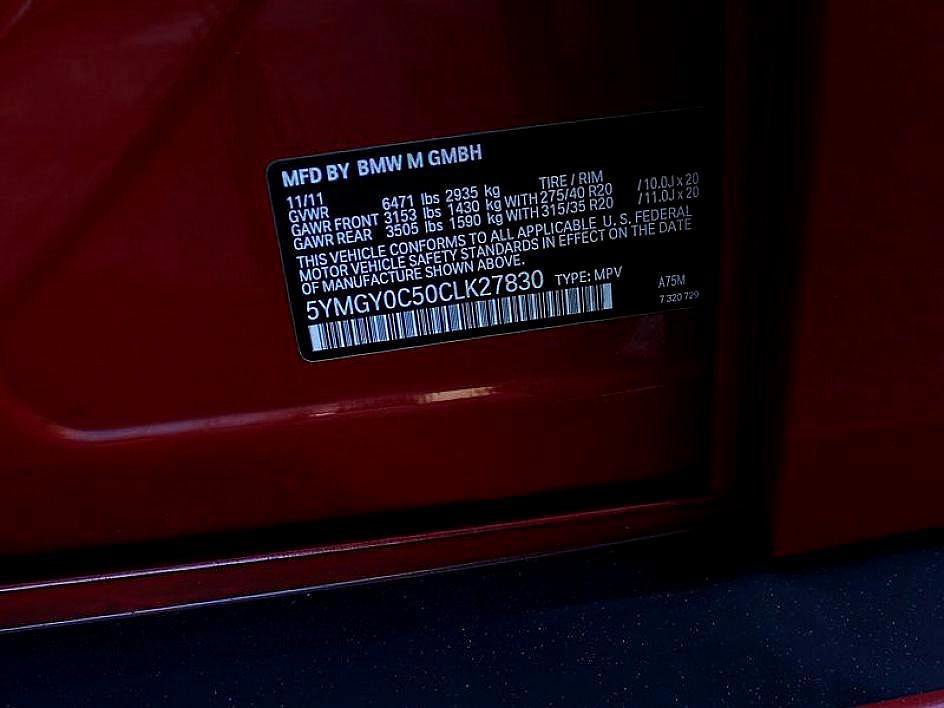 MFD BY BMW M GMBH
11/11 TIRE / RIM
GVWR 6471 lbs 2935 kg
GAWR FRONT 3153 lbs 1430 kg WITH 275/40 R20 /10.0J x 20
GAWR REAR 3505 lbs 1590 kg WITH 315/35 R20 /11.0J x 20
THIS VEHICLE CONFORMS TO ALL APPLICABLE U. S. FEDERAL
MOTOR VEHICLE SAFETY STANDARDS IN EFFECT ON THE DATE
OF MANUFACTURE SHOWN ABOVE.
5YMGY0C50CLK27830 TYPE: MPV A75M
7 320 729